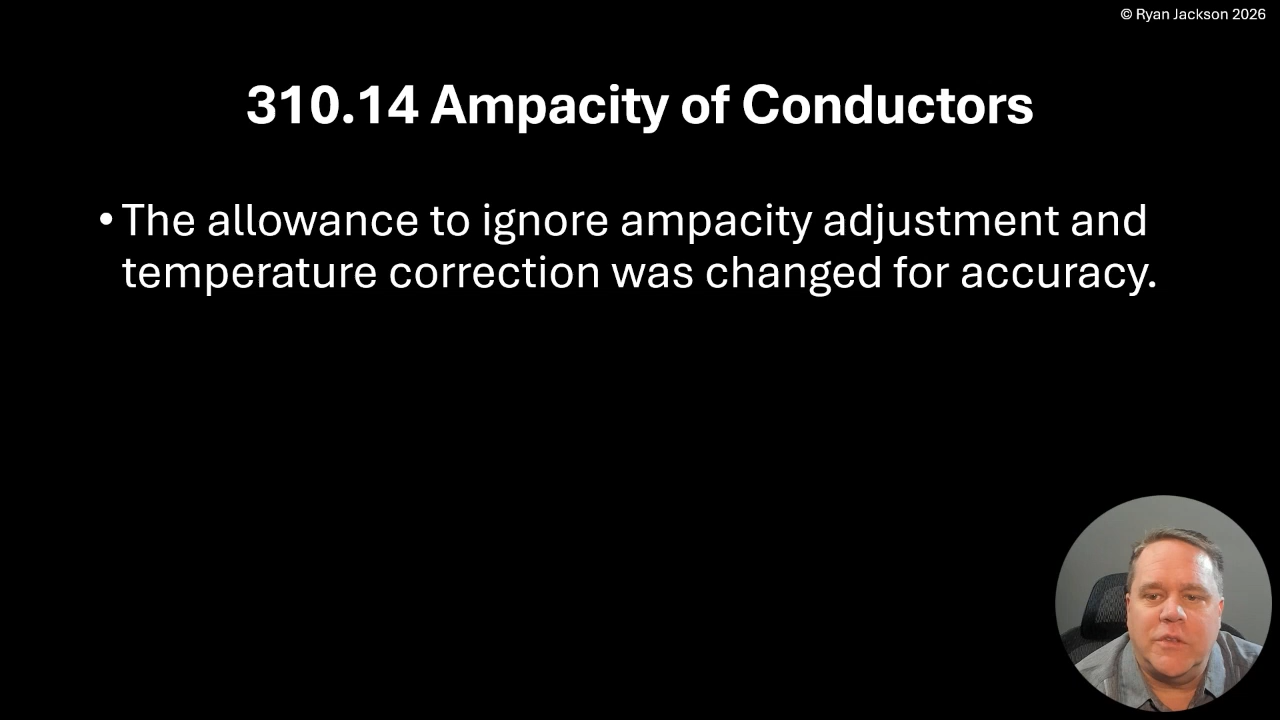 © Ryan Jackson 2026
310.14 Ampacity of Conductors
• The allowance to ignore ampacity adjustment and
temperature correction was changed for accuracy.